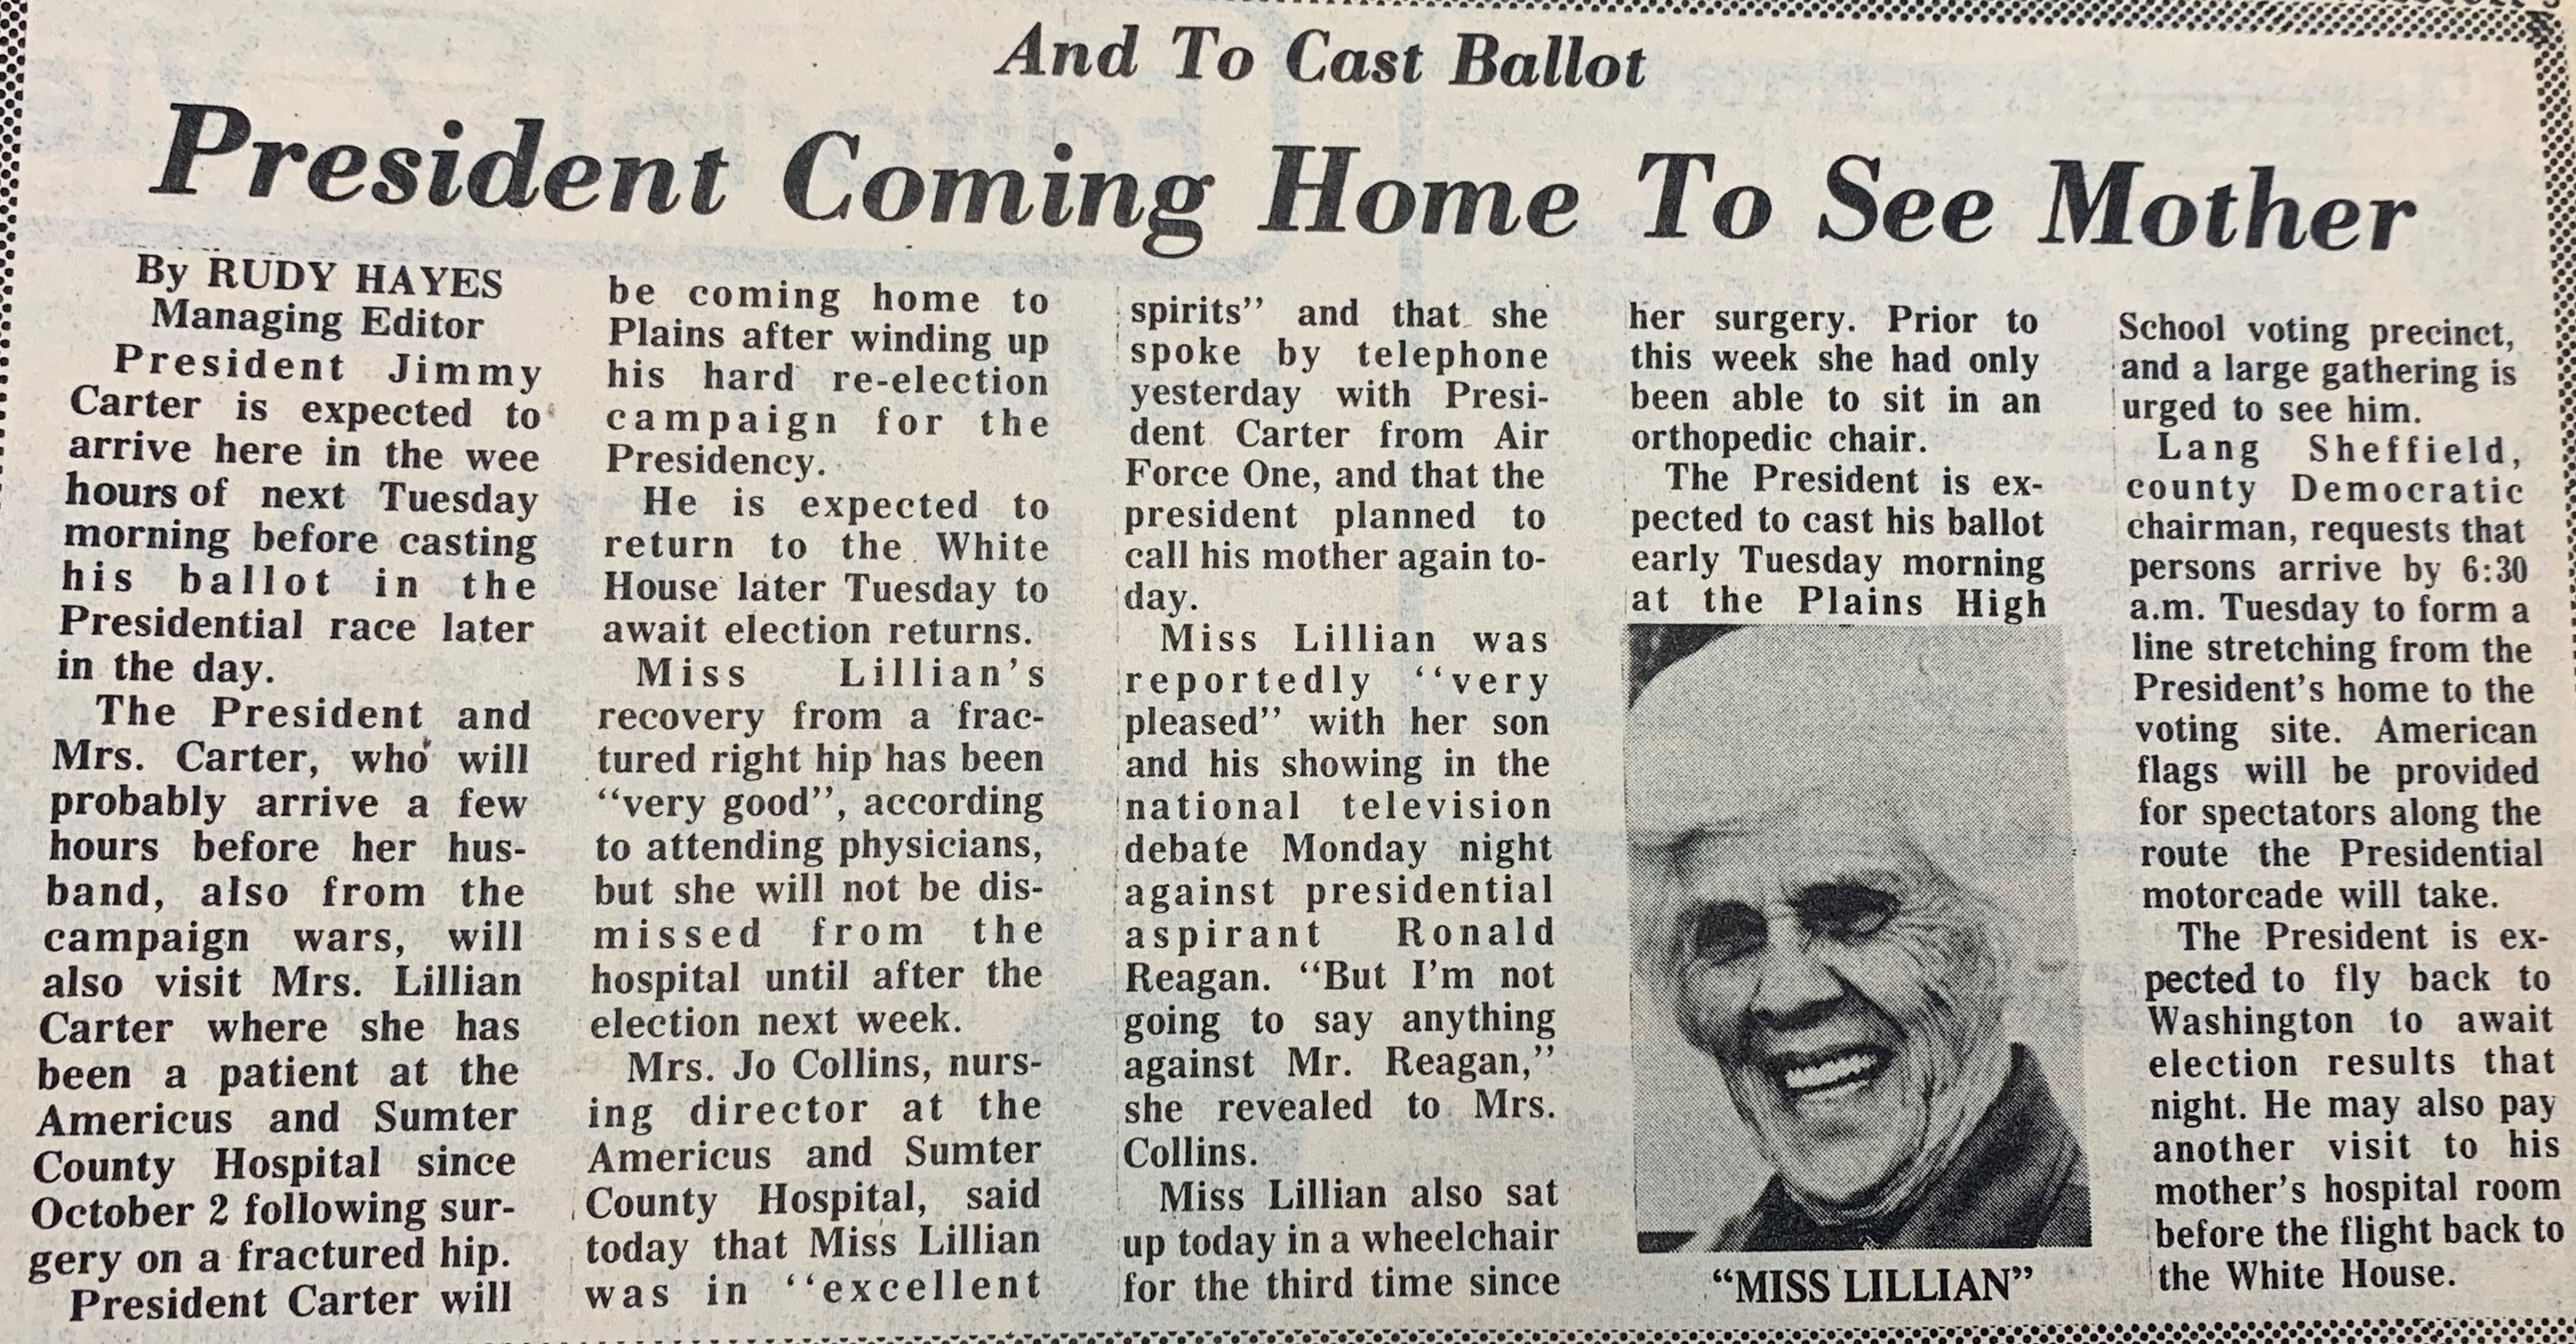 And To Cast Ballot
President Coming Home To See Mother
By RUDY HAYES
Managing Editor
President Jimmy
Carter is expected to
arrive here in the wee
hours of next Tuesday
morning before casting
his ballot in the
Presidential race later
in the day.
The President and
Mrs. Carter, who will
probably arrive a few
hours before her hus-
band, also from the
campaign wars, will
also visit Mrs. Lillian
Carter where she has
been a patient at the
Americus and Sumter
County Hospital since
October 2 following sur-
gery on a fractured hip.
President Carter will
be coming home to
Plains after winding up
his hard re-election
campaign for the
Presidency.
He is expected to
return to the White
House later Tuesday to
await election returns.
Miss Lillian's
recovery from a frac-
tured right hip has been
"very good", according
to attending physicians,
but she will not be dis-
missed from the
hospital until after the
election next week.
Mrs. Jo Collins, nurs-
ing director at the
Americus and Sumter
County Hospital, said
today that Miss Lillian
was in "excellent
spirits" and that she
spoke by telephone
yesterday with Presi-
dent Carter from Air
Force One, and that the
president planned to
call his mother again to-
day.
Miss Lillian was
reportedly "very
pleased" with her son
and his showing in the
national television
debate Monday night
against presidential
aspirant Ronald
Reagan. "But I'm not
going to say anything
against Mr. Reagan,"
she revealed to Mrs.
Collins.
Miss Lillian also sat
up today in a wheelchair
for the third time since
her surgery. Prior to
this week she had only
been able to sit in an
orthopedic chair.
The President is ex-
pected to cast his ballot
early Tuesday morning
at the Plains High
"MISS LILLIAN"
School voting precinct,
and a large gathering is
urged to see him.
Lang Sheffield,
county Democratic
chairman, requests that
persons arrive by 6:30
a.m. Tuesday to form a
line stretching from the
President's home to the
voting site. American
flags will be provided
for spectators along the
route the Presidential
motorcade will take.
The President is ex-
pected to fly back to
Washington to await
election results that
night. He may also pay
another visit to his
mother's hospital room
before the flight back to
the White House.